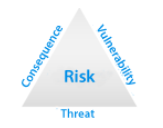 Consequence
Vulnerability
Risk
Threat